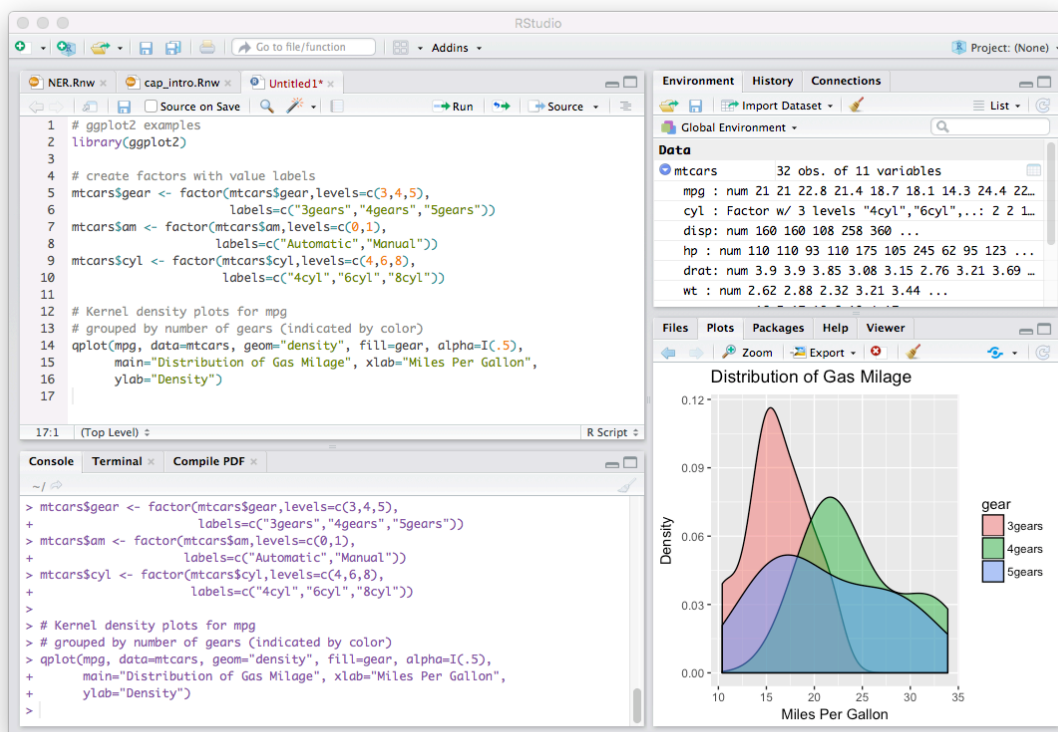 RStudio
Go to file/function
Addins
Project: (None)
NER.Rnw
cap_intro.Rnw
Untitled1*
Source on Save
Run
Source
1 # ggplot2 examples
2 library(ggplot2)
3
4 # create factors with value labels
5 mtcars$gear <- factor(mtcars$gear,levels=c(3,4,5),
6 labels=c("3gears","4gears","5gears"))
7 mtcars$am <- factor(mtcars$am,levels=c(0,1),
8 labels=c("Automatic","Manual"))
9 mtcars$cyl <- factor(mtcars$cyl,levels=c(4,6,8),
10 labels=c("4cyl","6cyl","8cyl"))
11
12 # Kernel density plots for mpg
13 # grouped by number of gears (indicated by color)
14 qplot(mpg, data=mtcars, geom="density", fill=gear, alpha=I(.5),
15 main="Distribution of Gas Milage", xlab="Miles Per Gallon",
16 ylab="Density")
17
17:1 (Top Level) R Script
Console Terminal Compile PDF
~/
> mtcars$gear <- factor(mtcars$gear,levels=c(3,4,5),
+ labels=c("3gears","4gears","5gears"))
> mtcars$am <- factor(mtcars$am,levels=c(0,1),
+ labels=c("Automatic","Manual"))
> mtcars$cyl <- factor(mtcars$cyl,levels=c(4,6,8),
+ labels=c("4cyl","6cyl","8cyl"))
>
> # Kernel density plots for mpg
> # grouped by number of gears (indicated by color)
> qplot(mpg, data=mtcars, geom="density", fill=gear, alpha=I(.5),
+ main="Distribution of Gas Milage", xlab="Miles Per Gallon",
+ ylab="Density")
>
Environment History Connections
Import Dataset
List
Global Environment
Data
mtcars 32 obs. of 11 variables
mpg : num 21 21 22.8 21.4 18.7 18.1 14.3 24.4 22…
cyl : Factor w/ 3 levels "4cyl","6cyl",..: 2 2 1…
disp: num 160 160 108 258 360 ...
hp : num 110 110 93 110 175 105 245 62 95 123 ...
drat: num 3.9 3.9 3.85 3.08 3.15 2.76 3.21 3.69 …
wt : num 2.62 2.88 2.32 3.21 3.44 ...
Files Plots Packages Help Viewer
Zoom
Export
Distribution of Gas Milage
0.12
0.09
0.06
0.03
0.00
Density
10 15 20 25 30 35
Miles Per Gallon
gear
3gears
4gears
5gears